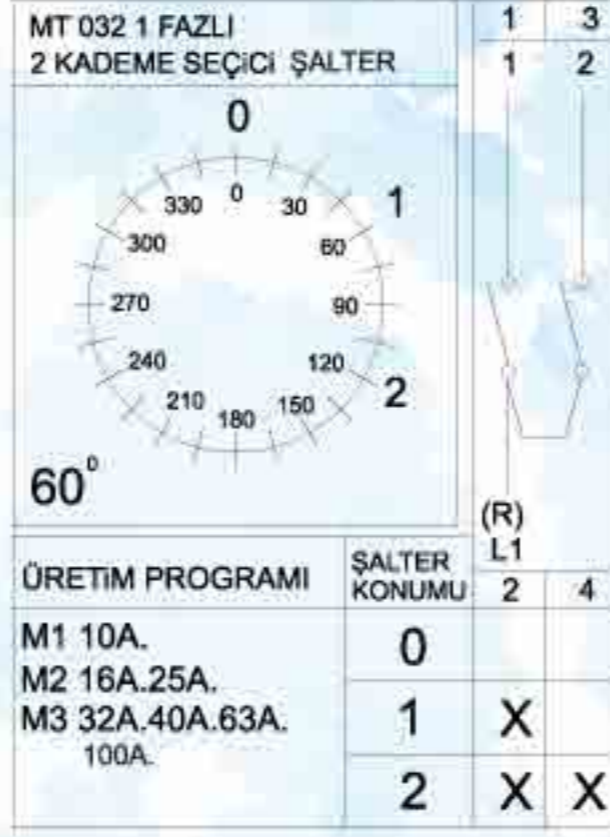 MT 032 1 FAZLI
2 KADEME SEÇİCİ ŞALTER
1 3
1 2
0
1
2
0
30
60
90
120
150
180
210
240
270
300
330
60°
(R)
L1
2 4
ÜRETİM PROGRAMI
ŞALTER
KONUMU
M1 10A.
M2 16A.25A.
M3 32A.40A.63A.
100A.
0
1 X
2 X X